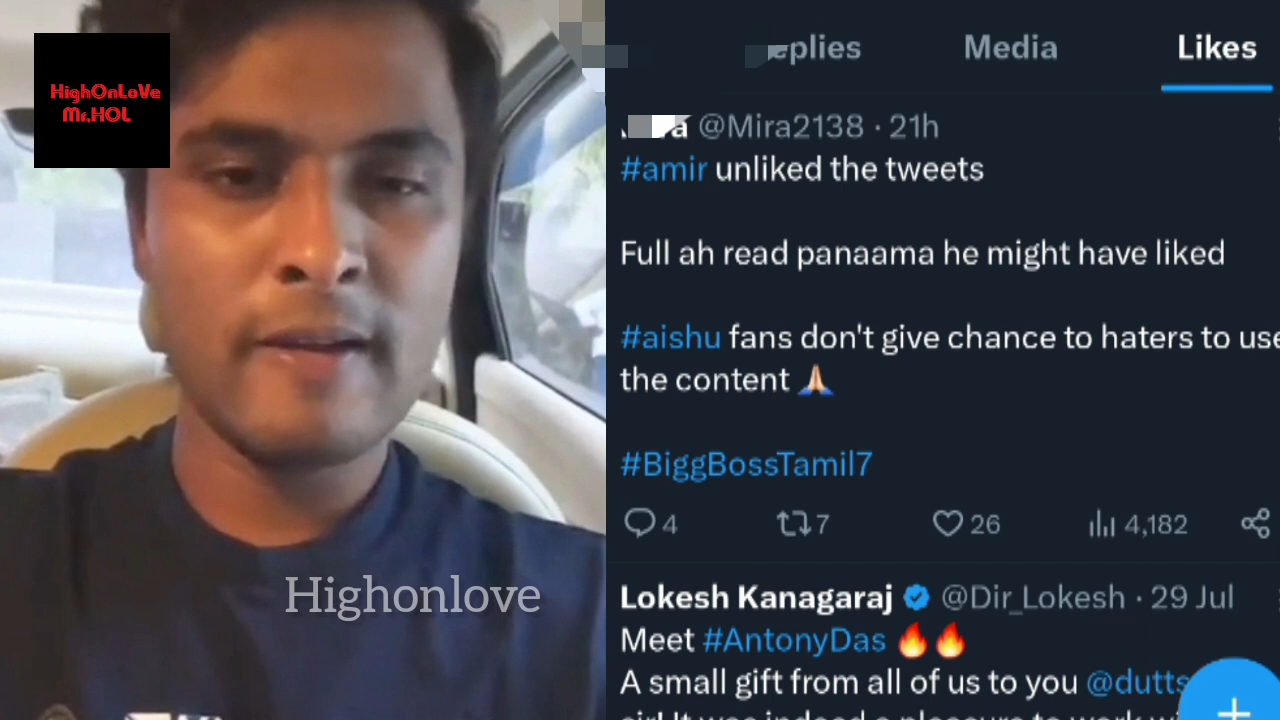 HighOnLoVe
Mr,HOL
Highonlove
Media
Likes
@Mira2138 · 21h
#amir unliked the tweets
Full ah read panaama he might have liked
#aishu fans don't give chance to haters to use
the content 🙏
#BiggBossTamil7
4 7 26 4,182
Lokesh Kanagaraj @Dir_Lokesh · 29 Jul
Meet #AntonyDas 🔥🔥
A small gift from all of us to you @dutts